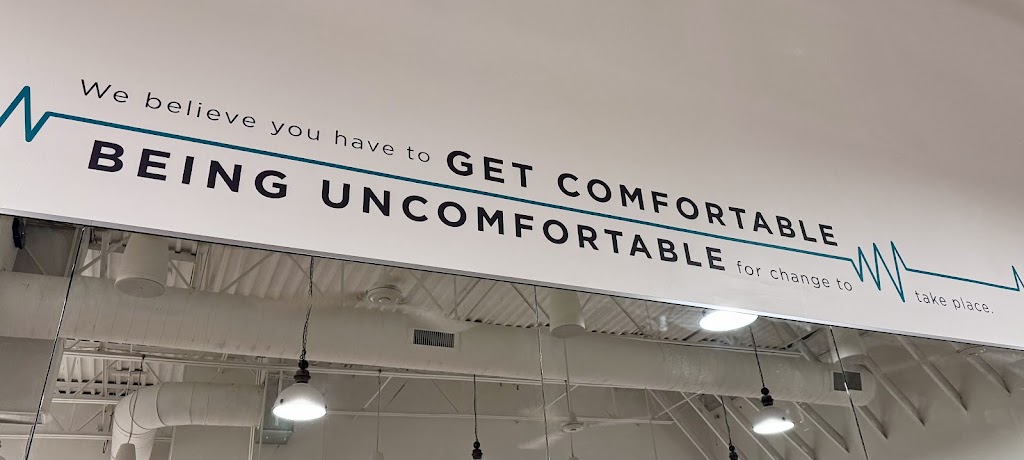 We believe you have to GET COMFORTABLE
BEING UNCOMFORTABLE for change to take place.